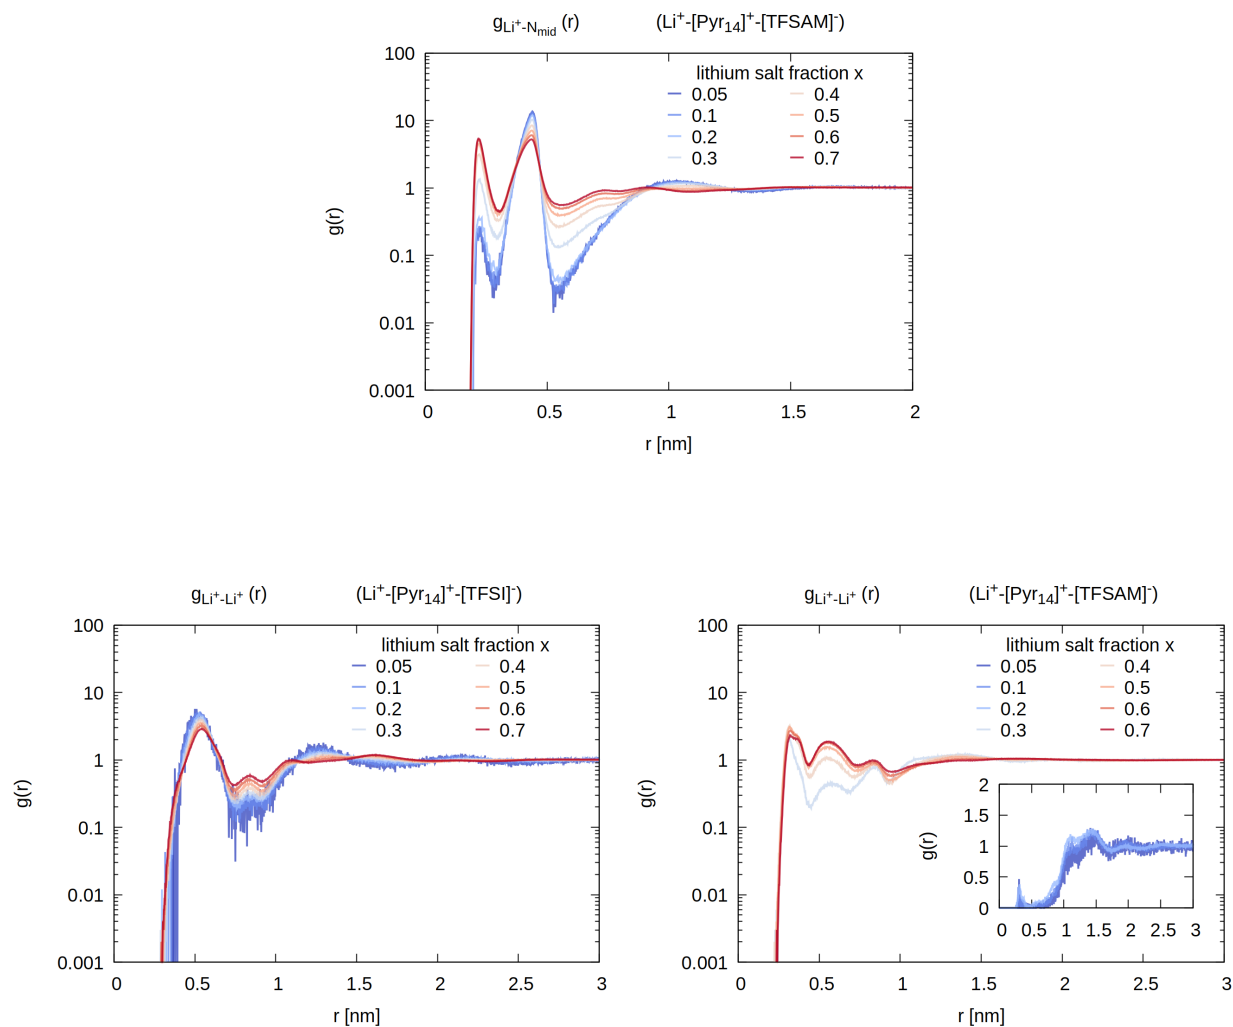 g Li⁺-N mid (r) (Li⁺-[Pyr₁₄]⁺-[TFSAM]⁻)
lithium salt fraction x
0.05 0.4
0.1 0.5
0.2 0.6
0.3 0.7
100
10
1
0.1
0.01
0.001
g(r)
0 0.5 1 1.5 2
r [nm]
g Li⁺-Li⁺ (r) (Li⁺-[Pyr₁₄]⁺-[TFSI]⁻)
lithium salt fraction x
0.05 0.4
0.1 0.5
0.2 0.6
0.3 0.7
100
10
1
0.1
0.01
0.001
g(r)
0 0.5 1 1.5 2 2.5 3
r [nm]
g Li⁺-Li⁺ (r) (Li⁺-[Pyr₁₄]⁺-[TFSAM]⁻)
lithium salt fraction x
0.05 0.4
0.1 0.5
0.2 0.6
0.3 0.7
100
10
1
0.1
0.01
0.001
g(r)
2
1.5
1
0.5
0
g(r)
0 0.5 1 1.5 2 2.5 3
0 0.5 1 1.5 2 2.5 3
r [nm]